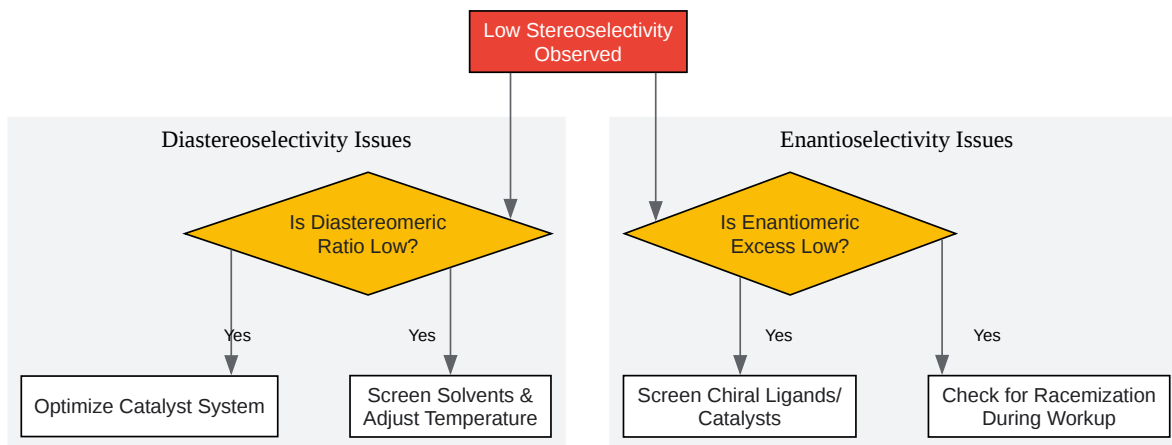 Low Stereoselectivity
Observed
Diastereoselectivity Issues
Is Diastereomeric
Ratio Low?
Yes
Yes
Optimize Catalyst System
Screen Solvents &
Adjust Temperature
Enantioselectivity Issues
Is Enantiomeric
Excess Low?
Yes
Yes
Screen Chiral Ligands/
Catalysts
Check for Racemization
During Workup